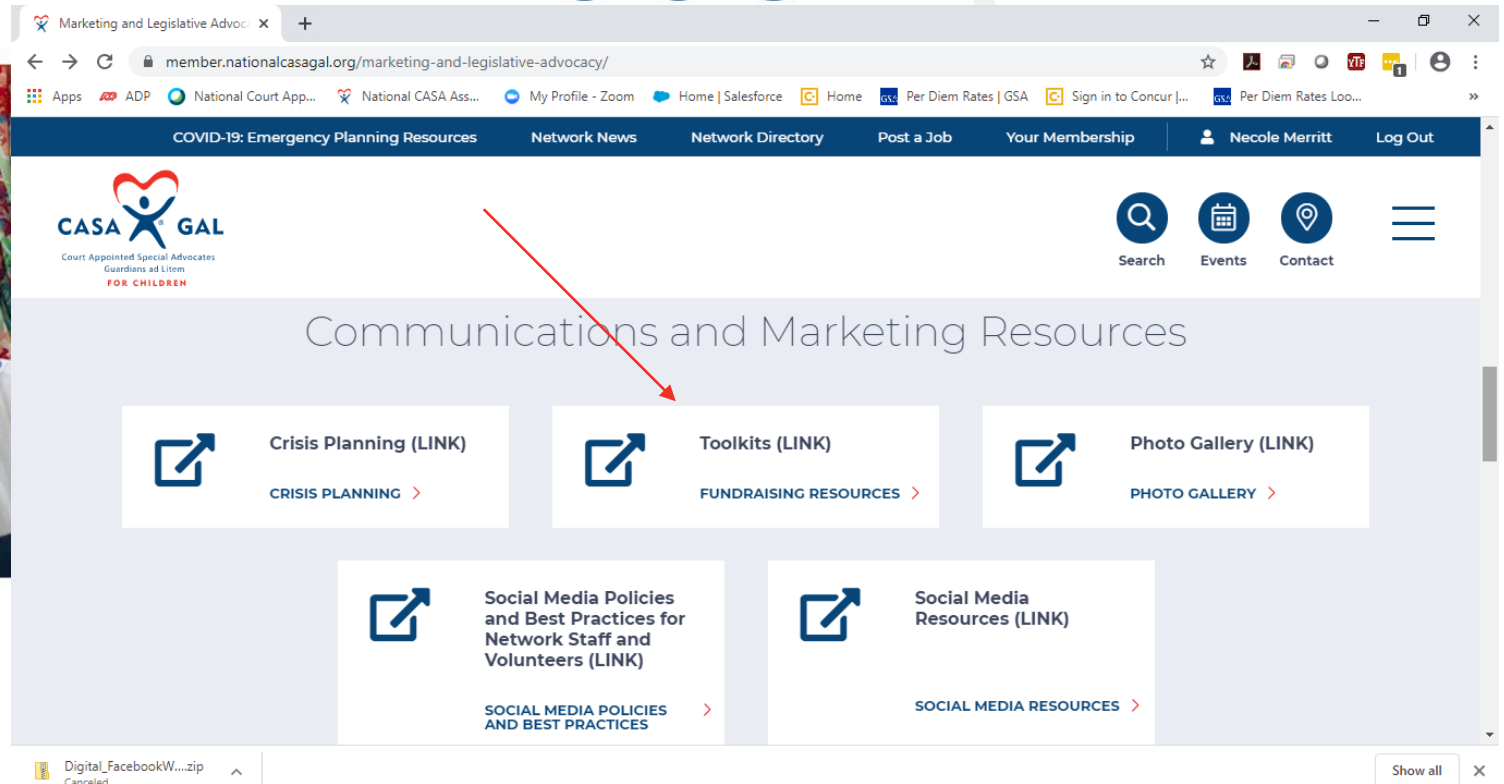 Marketing and Legislative Advoc
member.nationalcasagal.org/marketing-and-legislative-advocacy/
1
Apps ADP National Court App... National CASA Ass... My Profile - Zoom Home | Salesforce Home Per Diem Rates | GSA Sign in to Concur |... Per Diem Rates Loo... »
COVID-19: Emergency Planning Resources Network News Network Directory Post a Job Your Membership Necole Merritt Log Out
CASA GAL
Court Appointed Special Advocates
Guardians ad Litem
FOR CHILDREN
Search Events Contact
Communications and Marketing Resources
Crisis Planning (LINK)
CRISIS PLANNING
Toolkits (LINK)
FUNDRAISING RESOURCES
Photo Gallery (LINK)
PHOTO GALLERY
Social Media Policies
and Best Practices for
Network Staff and
Volunteers (LINK)
SOCIAL MEDIA POLICIES
AND BEST PRACTICES
Social Media
Resources (LINK)
SOCIAL MEDIA RESOURCES
Digital_FacebookW....zip
Canceled
Show all